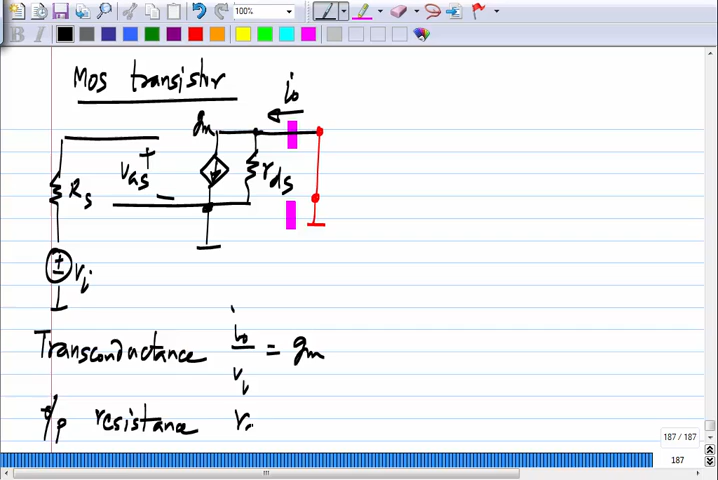 100%
B I
Mos transistor
i₀
gm
+
vGS
−
rds
Rs
+
−
vi
Transconductance i₀/vi = gm
o/p resistance r
187 / 187
187